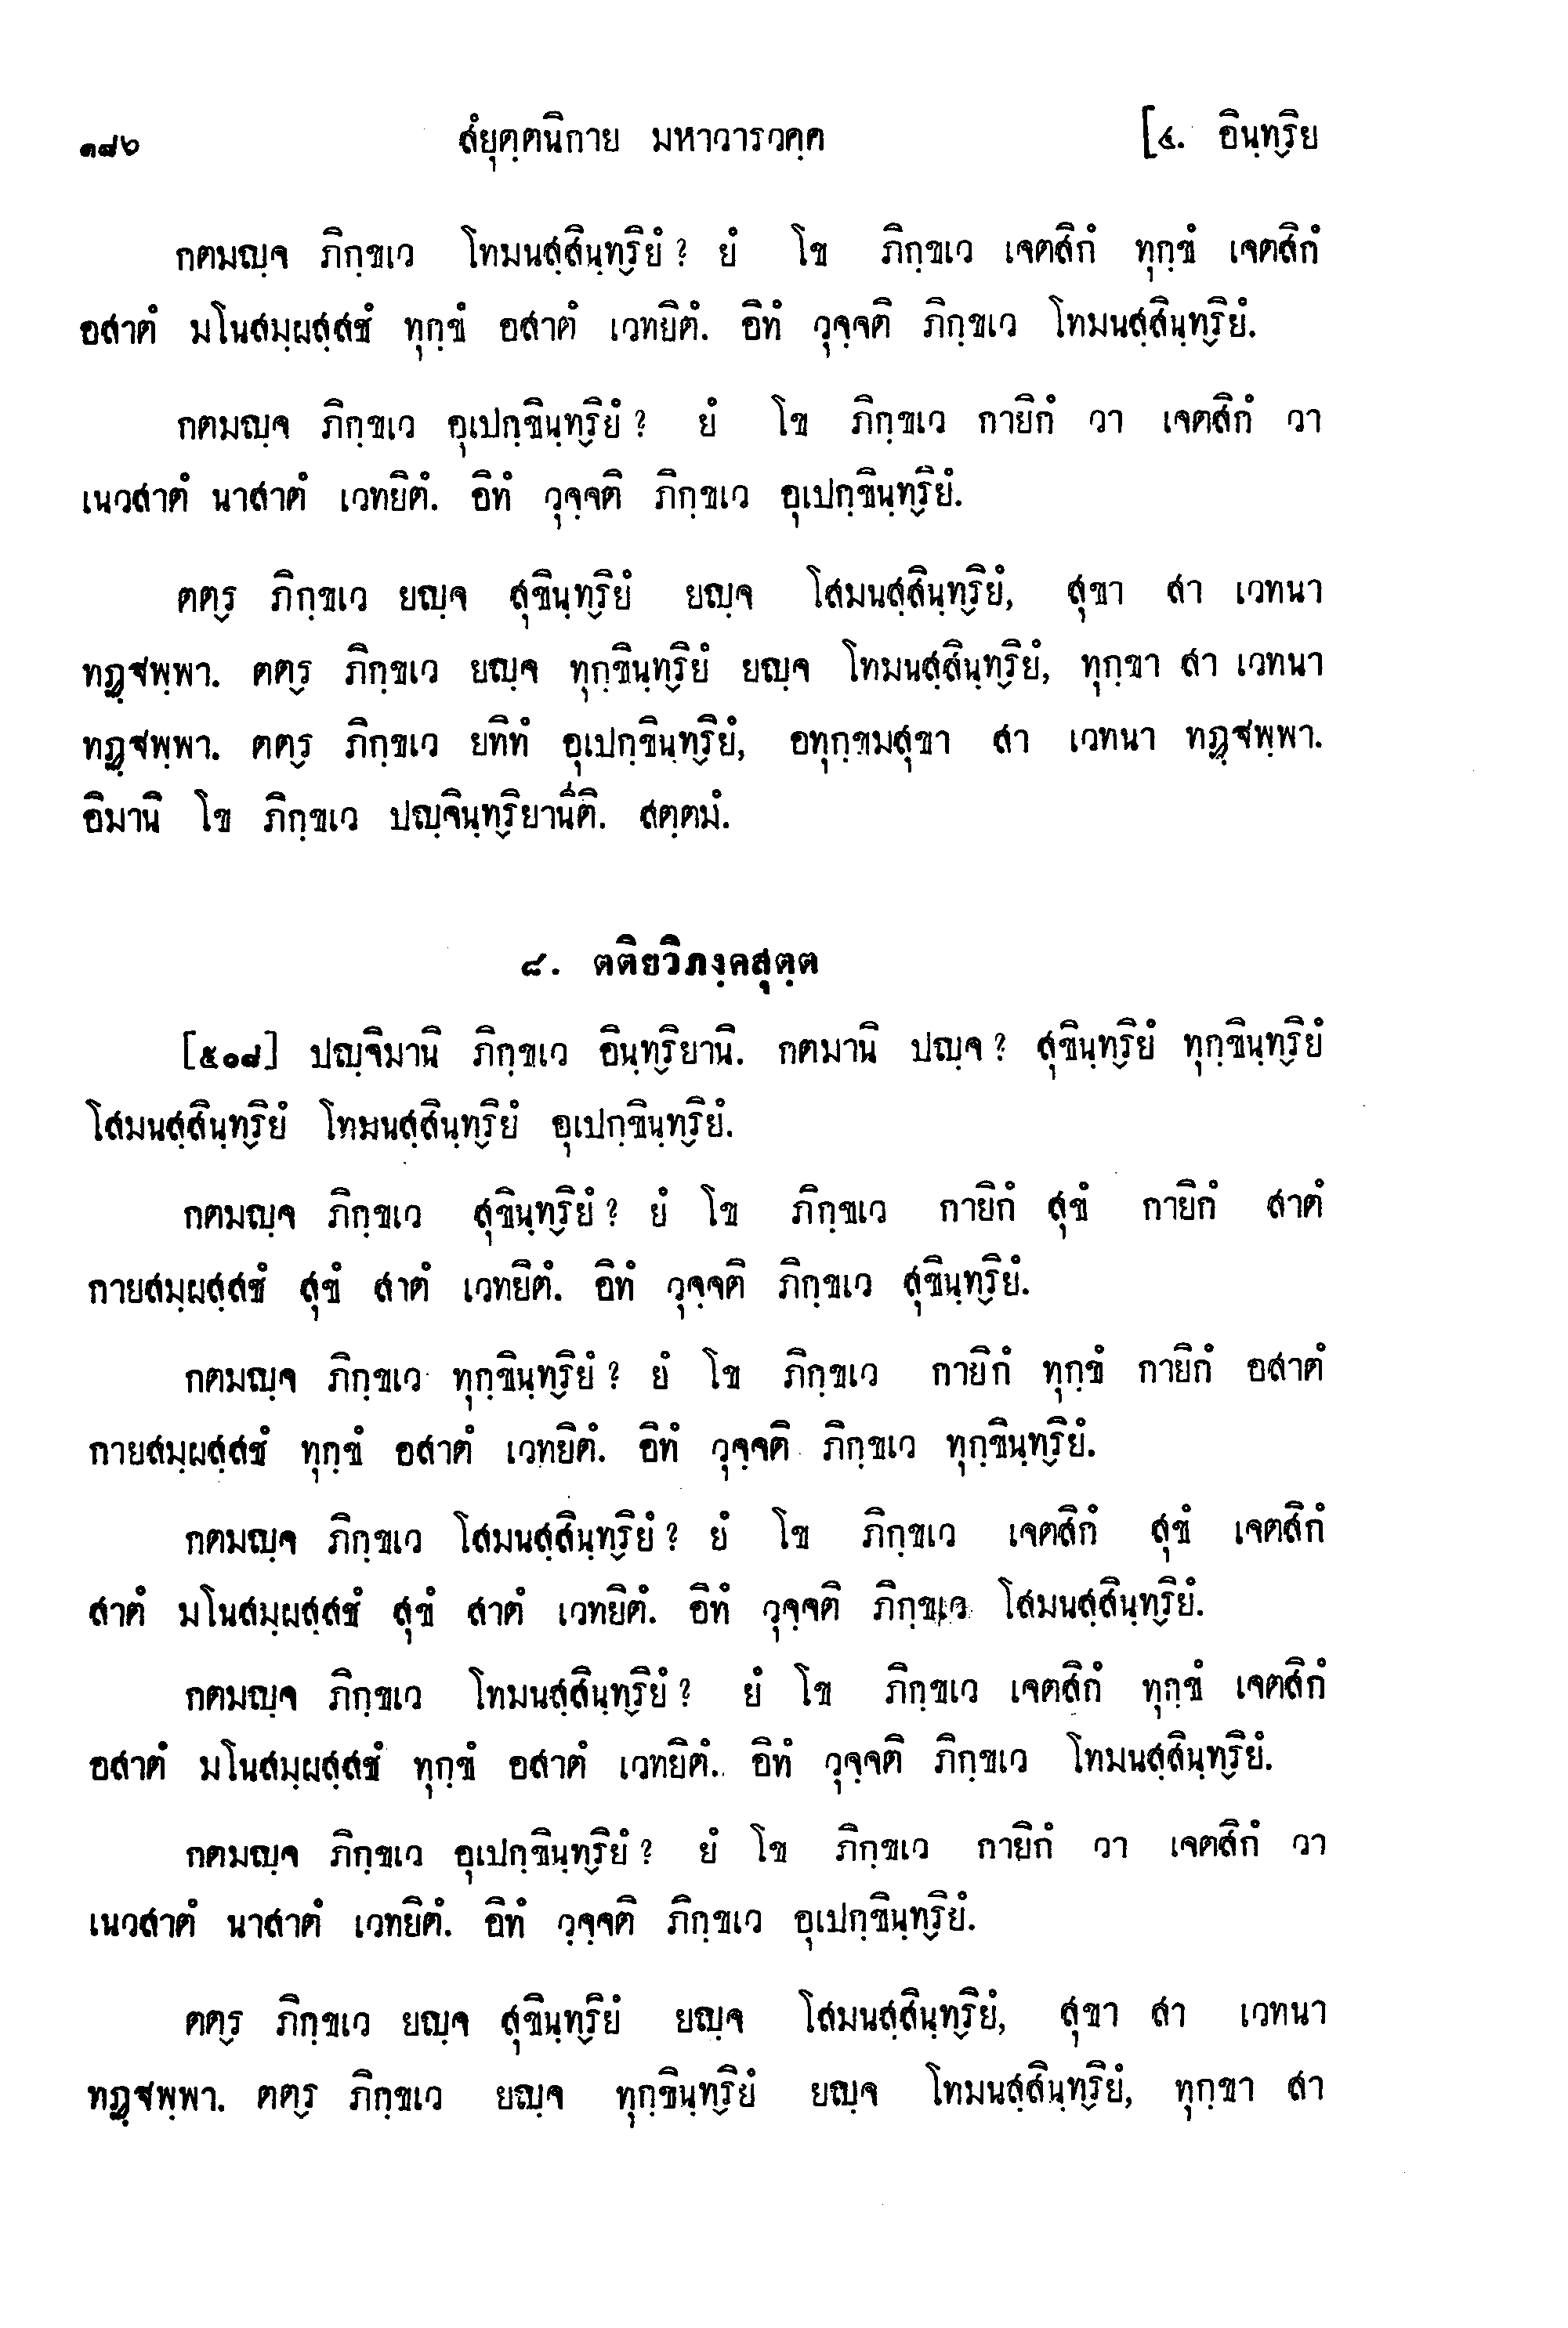 ๑๘๖ สํยุตฺตนิกาย มหาวารวคฺค [๔. อินฺทฺริย
กตมญฺจ ภิกฺขเว โทมนสฺสินฺทฺริยํ ? ยํ โข ภิกฺขเว เจตสิกํ ทุกฺขํ เจตสิกํ
อสาตํ มโนสมฺผสฺสชํ ทุกฺขํ อสาตํ เวทยิตํ. อิทํ วุจฺจติ ภิกฺขเว โทมนสฺสินฺทฺริยํ.
กตมญฺจ ภิกฺขเว อุเปกฺขินฺทฺริยํ ? ยํ โข ภิกฺขเว กายิกํ วา เจตสิกํ วา
เนวสาตํ นาสาตํ เวทยิตํ. อิทํ วุจฺจติ ภิกฺขเว อุเปกฺขินฺทฺริยํ.
ตตฺร ภิกฺขเว ยญฺจ สุขินฺทฺริยํ ยญฺจ โสมนสฺสินฺทฺริยํ, สุขา สา เวทนา
ทฏฺฐพฺพา. ตตฺร ภิกฺขเว ยญฺจ ทุกฺขินฺทฺริยํ ยญฺจ โทมนสฺสินฺทฺริยํ, ทุกฺขา สา เวทนา
ทฏฺฐพฺพา. ตตฺร ภิกฺขเว ยทิทํ อุเปกฺขินฺทฺริยํ, อทุกฺขมสุขา สา เวทนา ทฏฺฐพฺพา.
อิมานิ โข ภิกฺขเว ปญฺจินฺทฺริยานีติ. สตฺตมํ.
๘. ตติยวิภงฺคสุตฺต
[๕๐๘] ปญฺจิมานิ ภิกฺขเว อินฺทฺริยานิ. กตมานิ ปญฺจ ? สุขินฺทฺริยํ ทุกฺขินฺทฺริยํ
โสมนสฺสินฺทฺริยํ โทมนสฺสินฺทฺริยํ อุเปกฺขินฺทฺริยํ.
กตมญฺจ ภิกฺขเว สุขินฺทฺริยํ ? ยํ โข ภิกฺขเว กายิกํ สุขํ กายิกํ สาตํ
กายสมฺผสฺสชํ สุขํ สาตํ เวทยิตํ. อิทํ วุจฺจติ ภิกฺขเว สุขินฺทฺริยํ.
กตมญฺจ ภิกฺขเว ทุกฺขินฺทฺริยํ ? ยํ โข ภิกฺขเว กายิกํ ทุกฺขํ กายิกํ อสาตํ
กายสมฺผสฺสชํ ทุกฺขํ อสาตํ เวทยิตํ. อิทํ วุจฺจติ ภิกฺขเว ทุกฺขินฺทฺริยํ.
กตมญฺจ ภิกฺขเว โสมนสฺสินฺทฺริยํ ? ยํ โข ภิกฺขเว เจตสิกํ สุขํ เจตสิกํ
สาตํ มโนสมฺผสฺสชํ สุขํ สาตํ เวทยิตํ. อิทํ วุจฺจติ ภิกฺขเว โสมนสฺสินฺทฺริยํ.
กตมญฺจ ภิกฺขเว โทมนสฺสินฺทฺริยํ ? ยํ โข ภิกฺขเว เจตสิกํ ทุกฺขํ เจตสิกํ
อสาตํ มโนสมฺผสฺสชํ ทุกฺขํ อสาตํ เวทยิตํ. อิทํ วุจฺจติ ภิกฺขเว โทมนสฺสินฺทฺริยํ.
กตมญฺจ ภิกฺขเว อุเปกฺขินฺทฺริยํ ? ยํ โข ภิกฺขเว กายิกํ วา เจตสิกํ วา
เนวสาตํ นาสาตํ เวทยิตํ. อิทํ วฺจฺจติ ภิกฺขเว อุเปกฺขินฺทฺริยํ.
ตตฺร ภิกฺขเว ยญฺจ สุขินฺทฺริยํ ยญฺจ โสมนสฺสินฺทฺริยํ, สุขา สา เวทนา
ทฏฺฐพฺพา. ตตฺร ภิกฺขเว ยญฺจ ทุกฺขินฺทฺริยํ ยญฺจ โทมนสฺสินฺทฺริยํ, ทุกฺขา สา